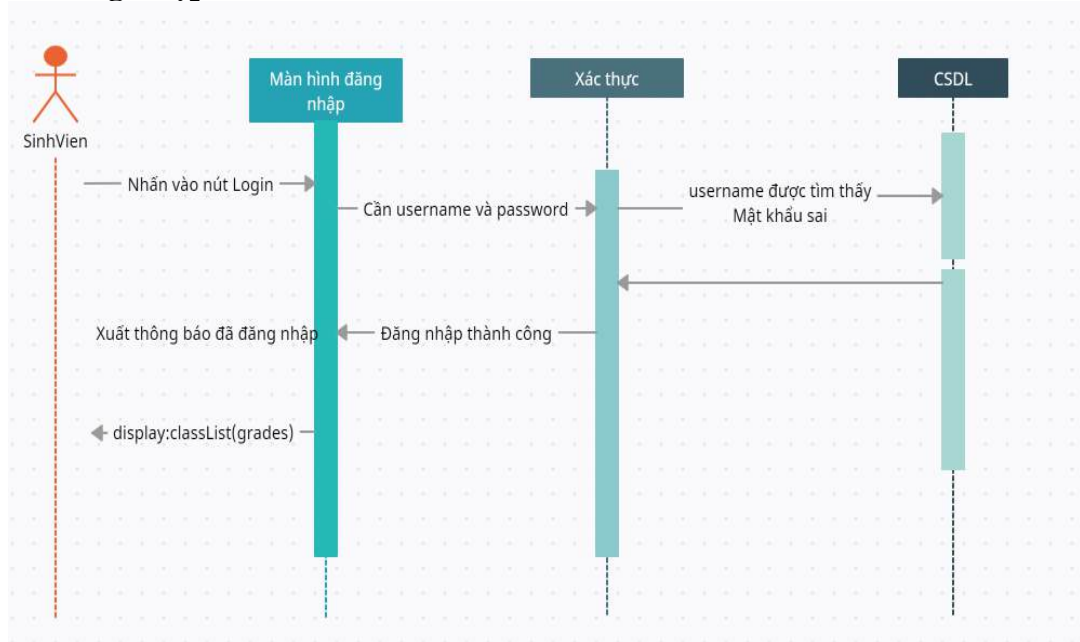 Màn hình đăng
nhập
Xác thực
CSDL
SinhVien
Nhấn vào nút Login
Cần username và password
username được tìm thấy
Mật khẩu sai
Xuất thông báo đã đăng nhập
Đăng nhập thành công
display:classList(grades)